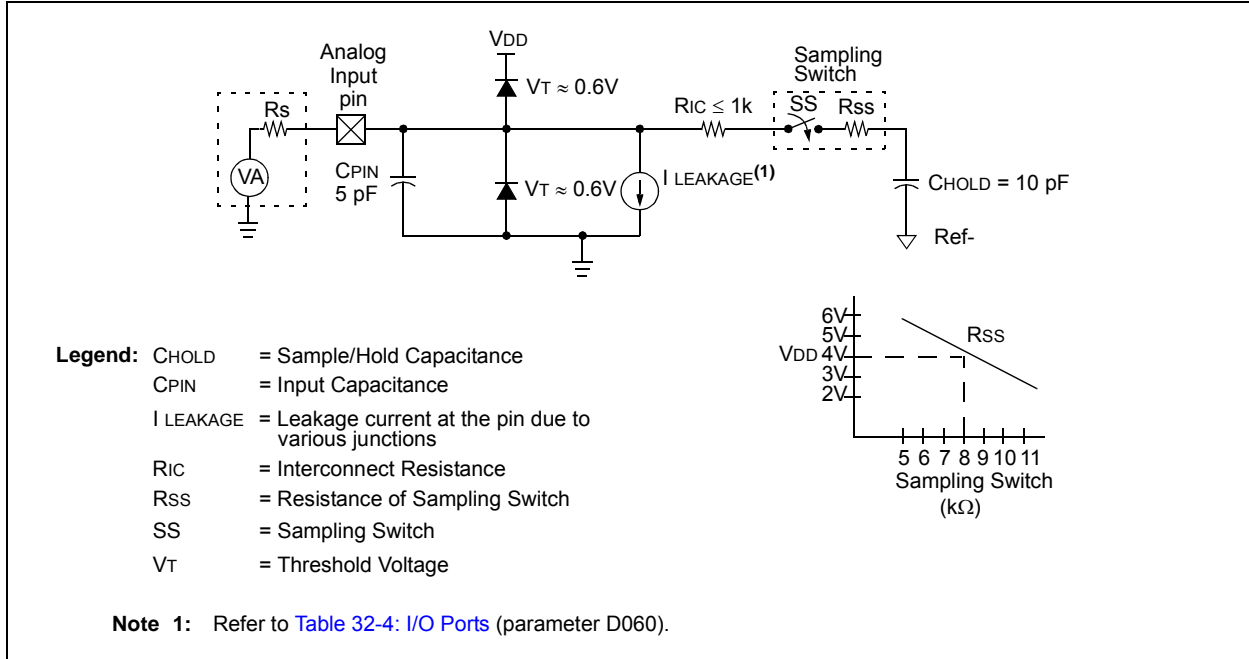 VDD
Analog
Input
pin
Sampling
Switch
VT ≈ 0.6V
RIC ≤ 1k
SS
Rss
Rs
VA
CPIN
5 pF
VT ≈ 0.6V
I LEAKAGE(1)
CHOLD = 10 pF
Ref-
6V
5V
VDD 4V
3V
2V
RSS
5 6 7 8 9 10 11
Sampling Switch
(kΩ)
Legend: CHOLD = Sample/Hold Capacitance
CPIN = Input Capacitance
I LEAKAGE = Leakage current at the pin due to
various junctions
RIC = Interconnect Resistance
RSS = Resistance of Sampling Switch
SS = Sampling Switch
VT = Threshold Voltage
Note 1: Refer to Table 32-4: I/O Ports (parameter D060).